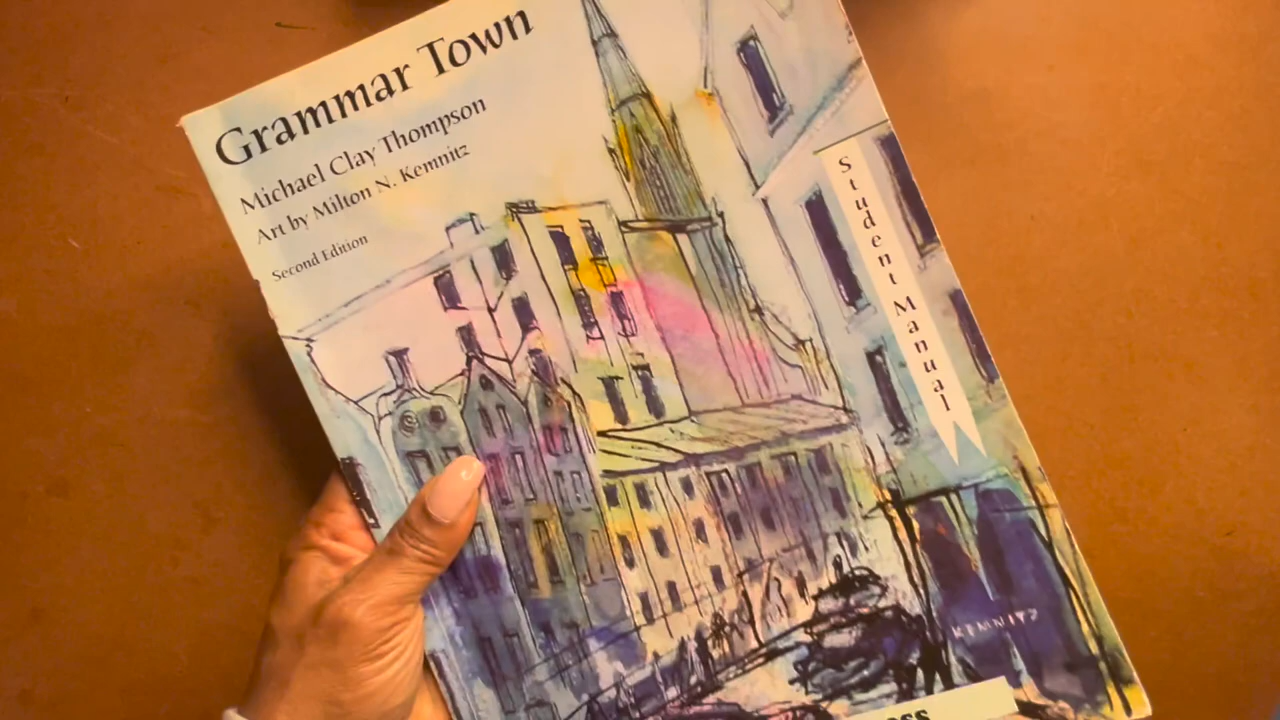 Grammar Town
Michael Clay Thompson
Art by Milton N. Kemnitz
Second Edition
Student Manual
KEMNITZ